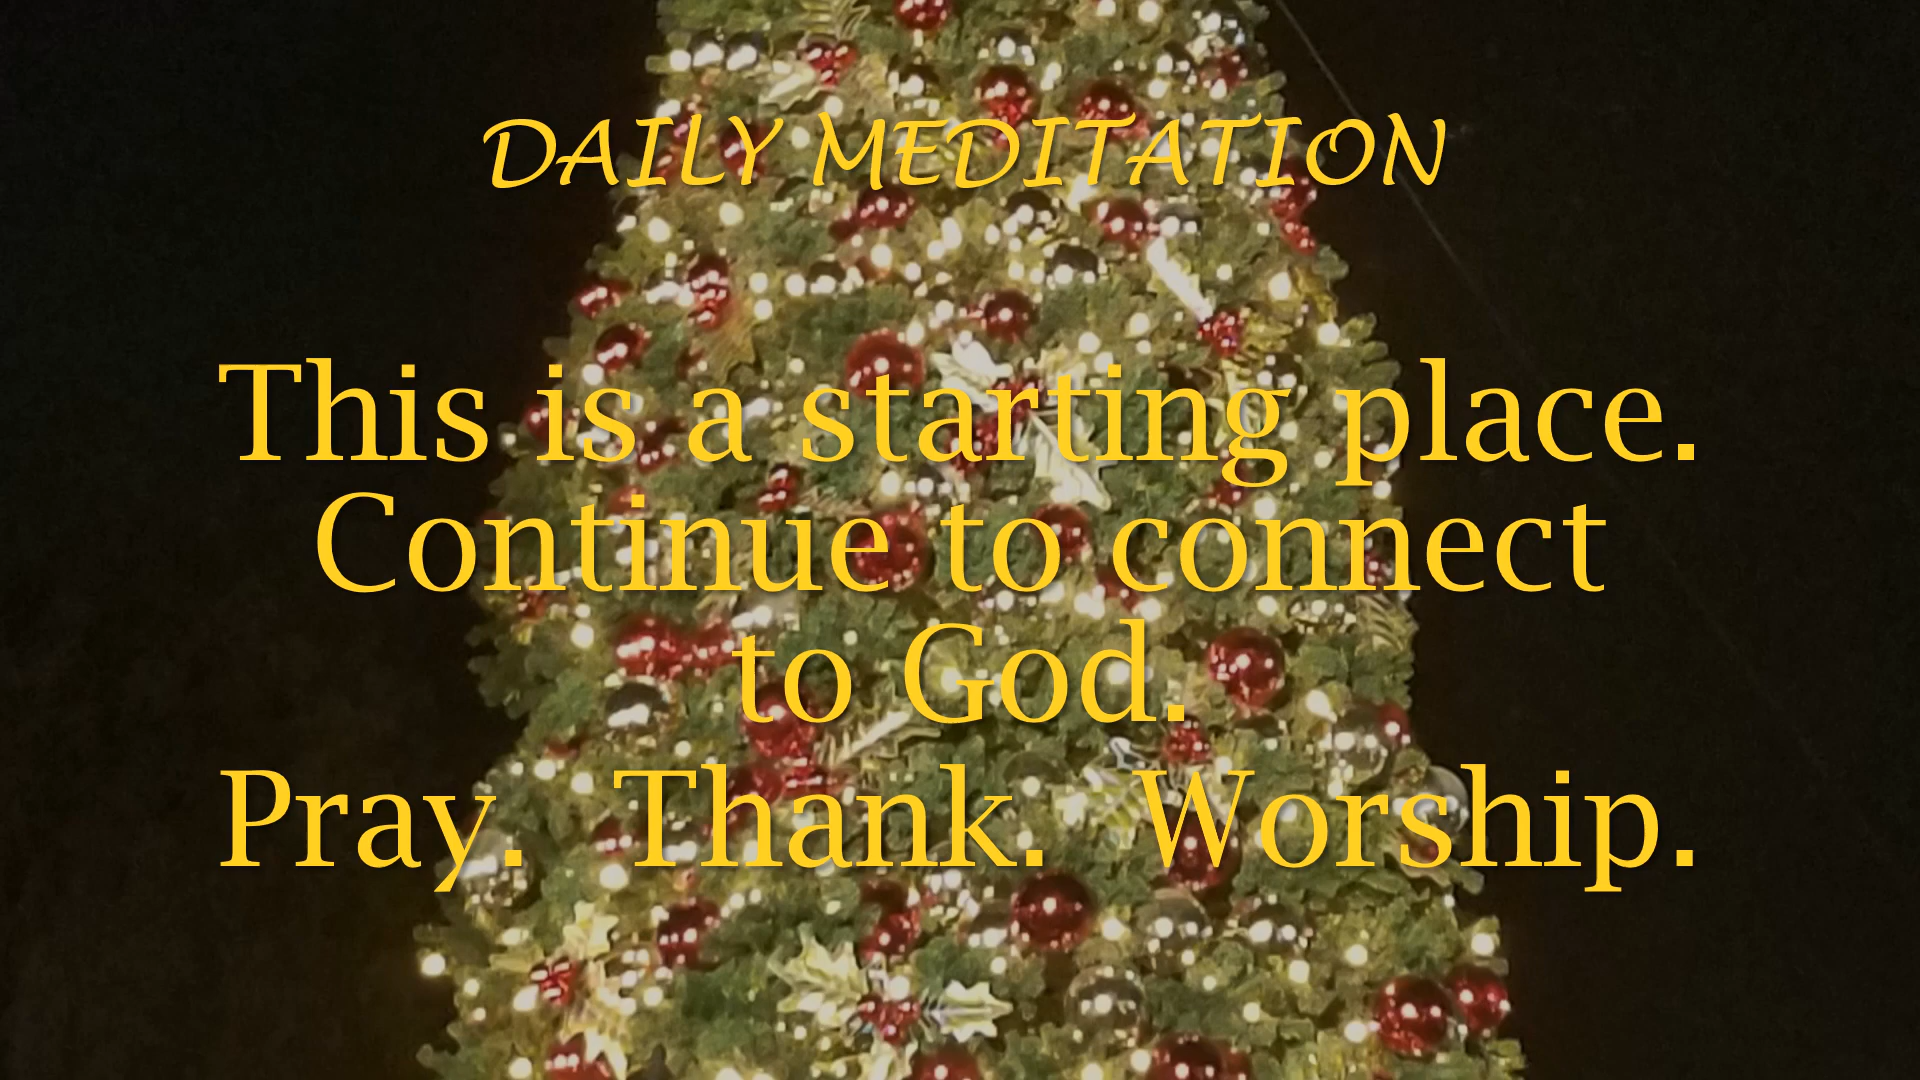 DAILY MEDITATION
This is a starting place.
Continue to connect
to God.
Pray. Thank. Worship.